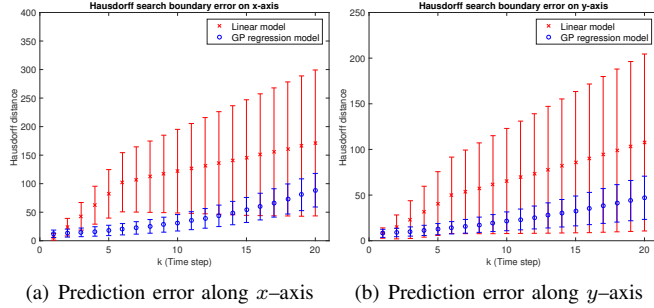 Hausdorff search boundary error on x-axis
400
350
300
250
200
150
100
50
0
Hausdorff distance
Linear model
GP regression model
0 5 10 15 20
k (Time step)
(a) Prediction error along x–axis
Hausdorff search boundary error on y-axis
250
200
150
100
50
0
Hausdorff distance
Linear model
GP regression model
0 5 10 15 20
k (Time step)
(b) Prediction error along y–axis